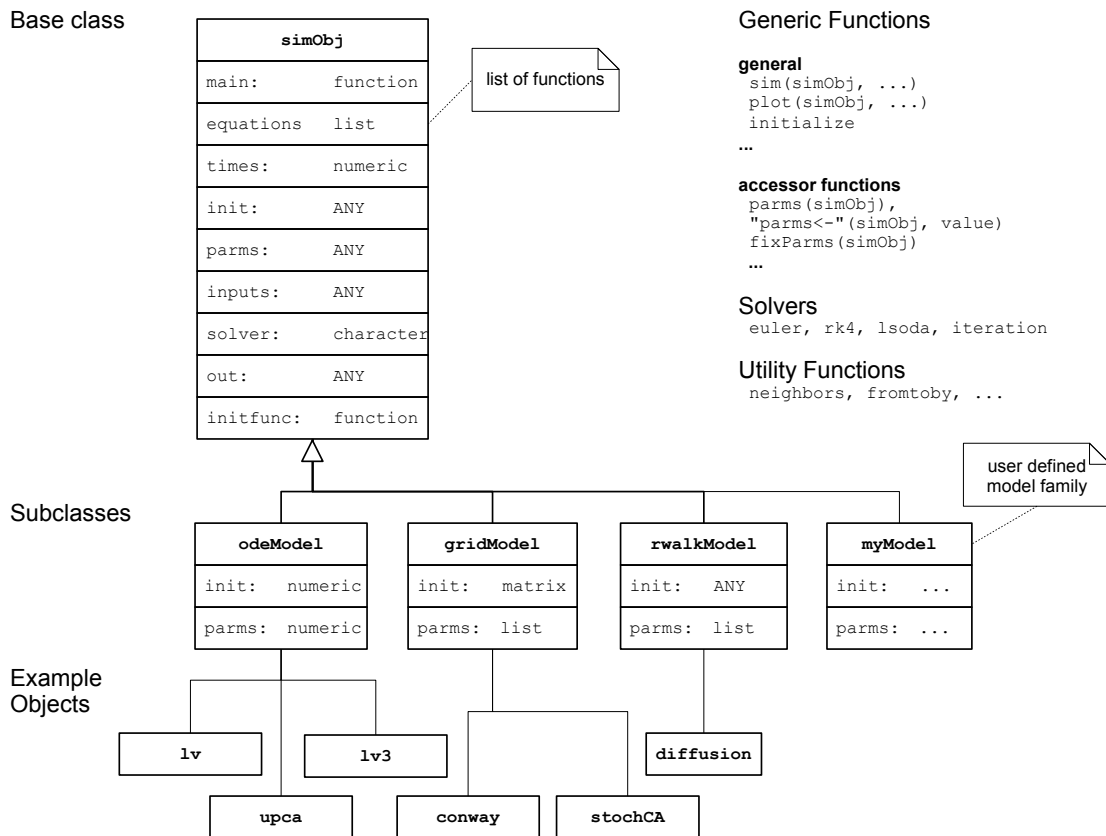 Base class
simObj
main: function
equations list
times: numeric
init: ANY
parms: ANY
inputs: ANY
solver: character
out: ANY
initfunc: function
list of functions
Generic Functions
general
sim(simObj, ...)
plot(simObj, ...)
initialize
...
accessor functions
parms(simObj),
"parms<-"(simObj, value)
fixParms(simObj)
...
Solvers
euler, rk4, lsoda, iteration
Utility Functions
neighbors, fromtoby, ...
user defined
model family
Subclasses
odeModel
init: numeric
parms: numeric
gridModel
init: matrix
parms: list
rwalkModel
init: ANY
parms: list
myModel
init: ...
parms: ...
Example
Objects
lv
lv3
diffusion
upca
conway
stochCA